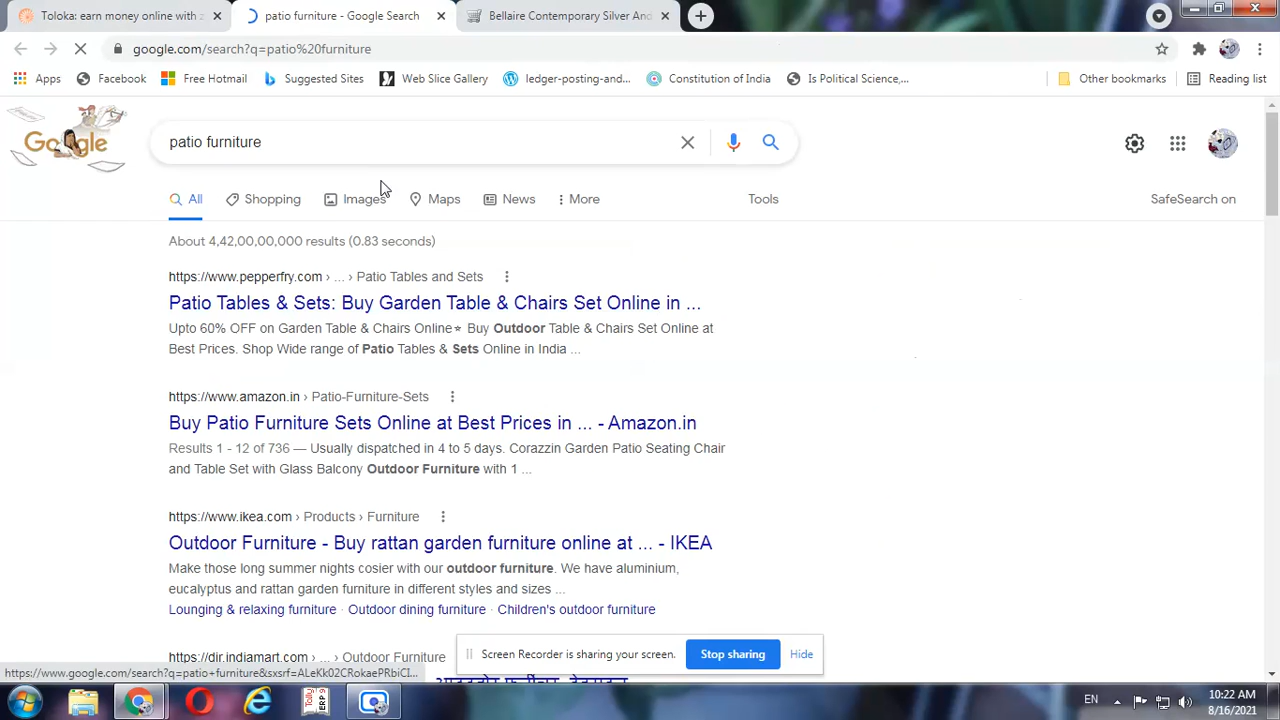 Toloka: earn money online with z
patio furniture - Google Search
Bellaire Contemporary Silver And
google.com/search?q=patio%20furniture
Apps
Facebook
Free Hotmail
Suggested Sites
Web Slice Gallery
ledger-posting-and...
Constitution of India
Is Political Science,...
Other bookmarks
Reading list
Google
patio furniture
All
Shopping
Images
Maps
News
More
Tools
SafeSearch on
About 4,42,00,00,000 results (0.83 seconds)
https://www.pepperfry.com › ... › Patio Tables and Sets
Patio Tables & Sets: Buy Garden Table & Chairs Set Online in ...
Upto 60% OFF on Garden Table & Chairs Online★ Buy Outdoor Table & Chairs Set Online at
Best Prices. Shop Wide range of Patio Tables & Sets Online in India ...
https://www.amazon.in › Patio-Furniture-Sets
Buy Patio Furniture Sets Online at Best Prices in ... - Amazon.in
Results 1 - 12 of 736 — Usually dispatched in 4 to 5 days. Corazzin Garden Patio Seating Chair
and Table Set with Glass Balcony Outdoor Furniture with 1 ...
https://www.ikea.com › Products › Furniture
Outdoor Furniture - Buy rattan garden furniture online at ... - IKEA
Make those long summer nights cosier with our outdoor furniture. We have aluminium,
eucalyptus and rattan garden furniture in different styles and sizes ...
Lounging & relaxing furniture · Outdoor dining furniture · Children's outdoor furniture
https://dir.indiamart.com › ... › Outdoor Furniture
Screen Recorder is sharing your screen.
Stop sharing
Hide
https://www.google.com/search?q=patio+furniture&sxsrf=ALeKk02CRokaePRbiCI...
EN
10:22 AM
8/16/2021